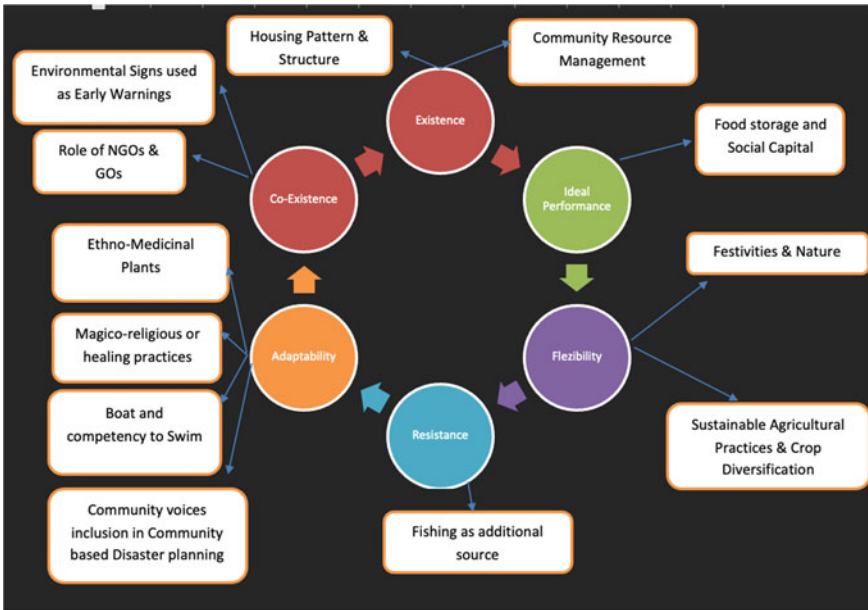 Housing Pattern &
Structure
Community Resource
Management
Environmental Signs used
as Early Warnings
Existence
Food storage and
Social Capital
Role of NGOs &
GOs
Co-Existence
Ideal
Performance
Ethno-Medicinal
Plants
Festivities & Nature
Magico-religious or
healing practices
Adaptability
Flezibility
Boat and
competency to Swim
Resistance
Sustainable Agricultural
Practices & Crop
Diversification
Community voices
inclusion in Community
based Disaster planning
Fishing as additional
source